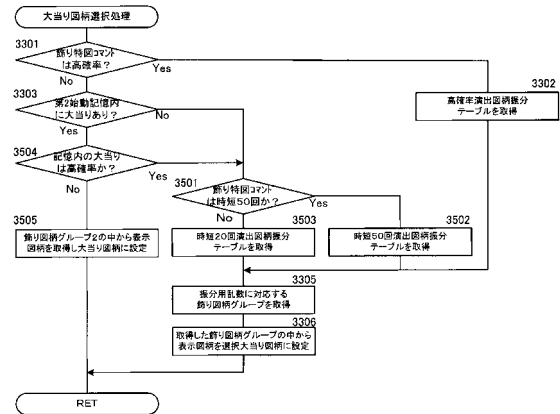 大当り図柄選択処理
3301
飾り特図コマント
は高確率?
Yes
No
3302
高確率演出図柄振分
テーブルを取得
3303
第2始動記憶内
に大当りあり?
No
Yes
3504
記憶内の大当り
は高確率か?
Yes
No
3501
飾り特図コマント
は時短50回か?
Yes
No
3505
飾り図柄グループ2の中から表示
図柄を取得し大当り図柄に設定
3503
時短20回演出図柄振分
テーブルを取得
3502
時短50回演出図柄振分
テーブルを取得
3305
振分用乱数に対応する
飾り図柄グループを取得
3306
取得した飾り図柄グループの中から
表示図柄を選択大当り図柄に設定
RET